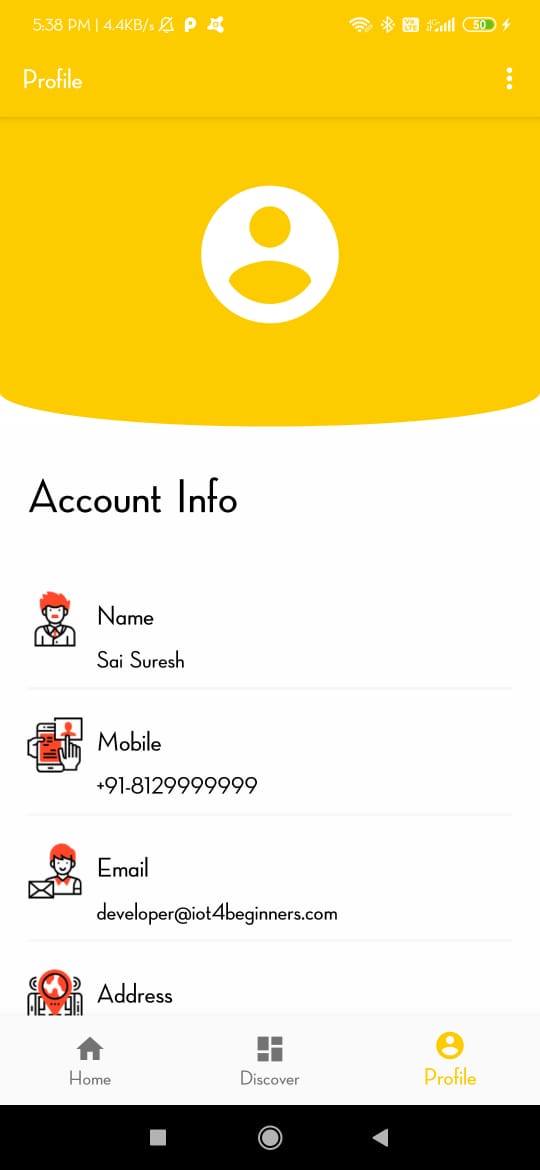 5:38 PM | 4.4KB/s
50
Profile
Account Info
Name
Sai Suresh
Mobile
+91-8129999999
Email
developer@iot4beginners.com
Address
Home
Discover
Profile